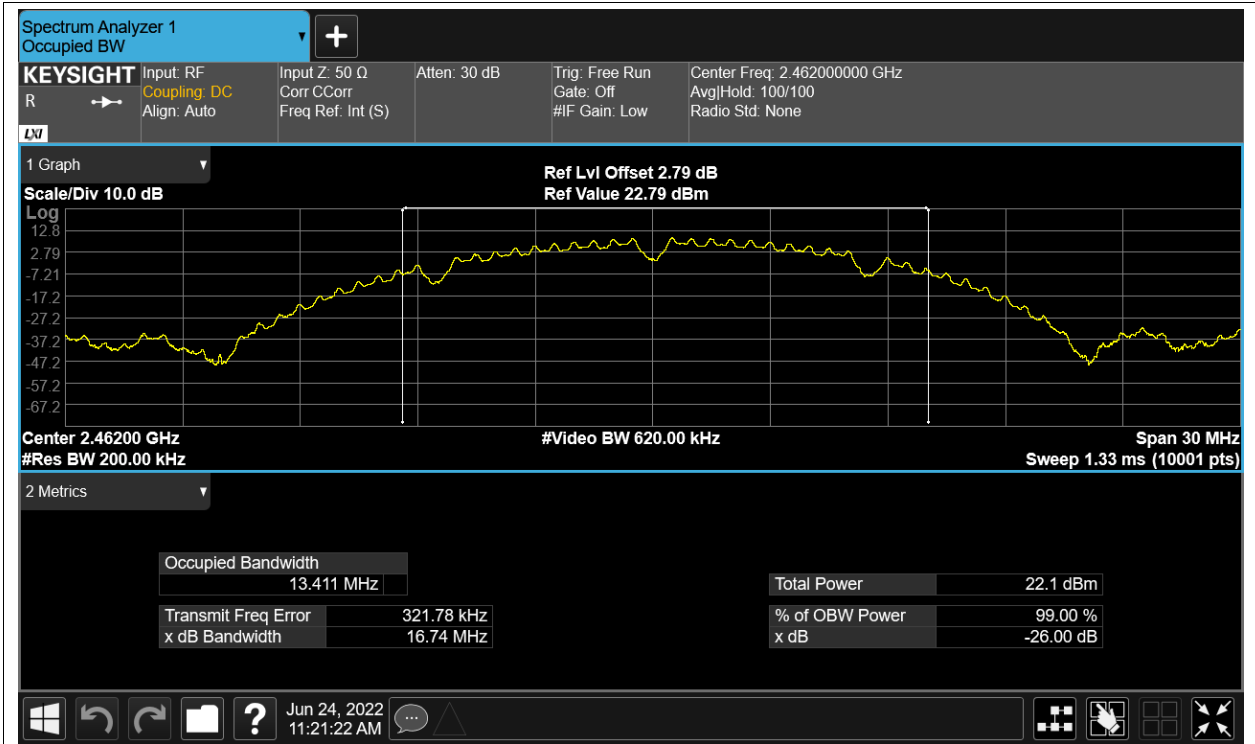 Spectrum Analyzer 1
Occupied BW
KEYSIGHT
R
LXI
Input: RF
Coupling: DC
Align: Auto
Input Z: 50 Ω
Corr CCorr
Freq Ref: Int (S)
Atten: 30 dB
Trig: Free Run
Gate: Off
#IF Gain: Low
Center Freq: 2.462000000 GHz
Avg|Hold: 100/100
Radio Std: None
1 Graph
Scale/Div 10.0 dB
Ref Lvl Offset 2.79 dB
Ref Value 22.79 dBm
Log
12.8
2.79
-7.21
-17.2
-27.2
-37.2
-47.2
-57.2
-67.2
Center 2.46200 GHz
#Video BW 620.00 kHz
Span 30 MHz
#Res BW 200.00 kHz
Sweep 1.33 ms (10001 pts)
2 Metrics
Occupied Bandwidth
13.411 MHz
Transmit Freq Error 321.78 kHz
x dB Bandwidth 16.74 MHz
Total Power 22.1 dBm
% of OBW Power 99.00 %
x dB -26.00 dB
?
Jun 24, 2022
11:21:22 AM